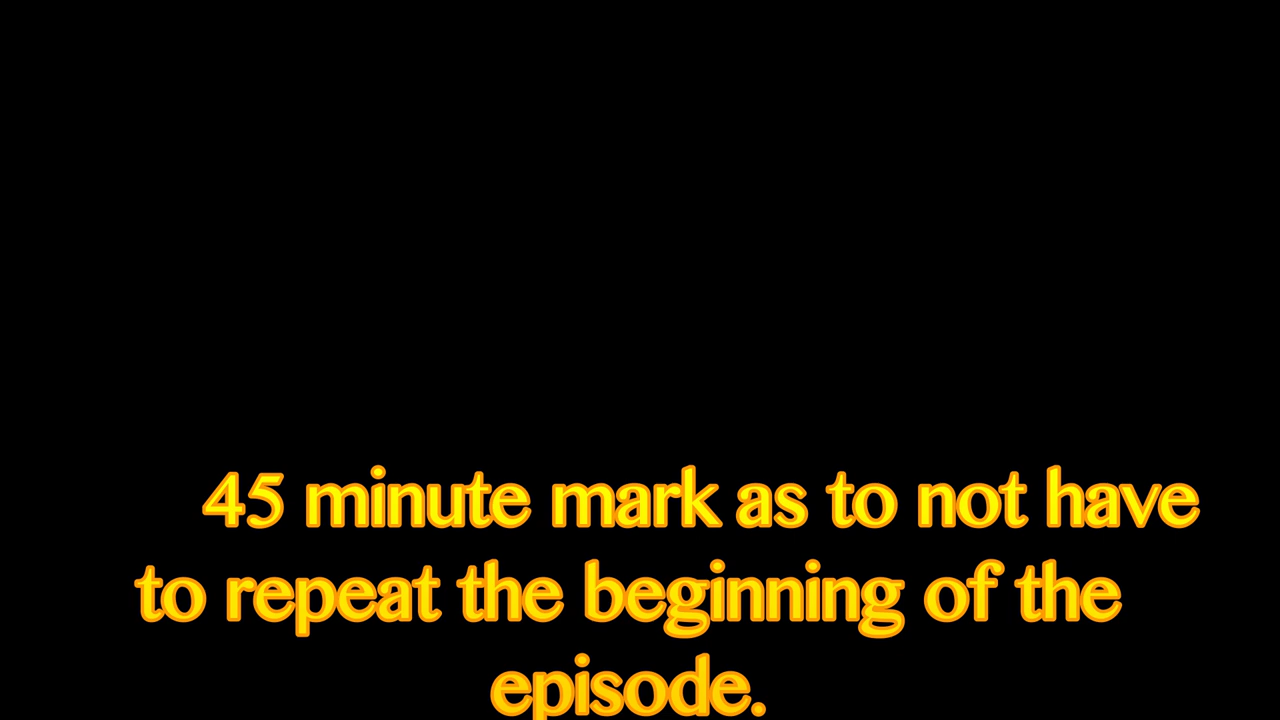 45 minute mark as to not have
to repeat the beginning of the
episode.